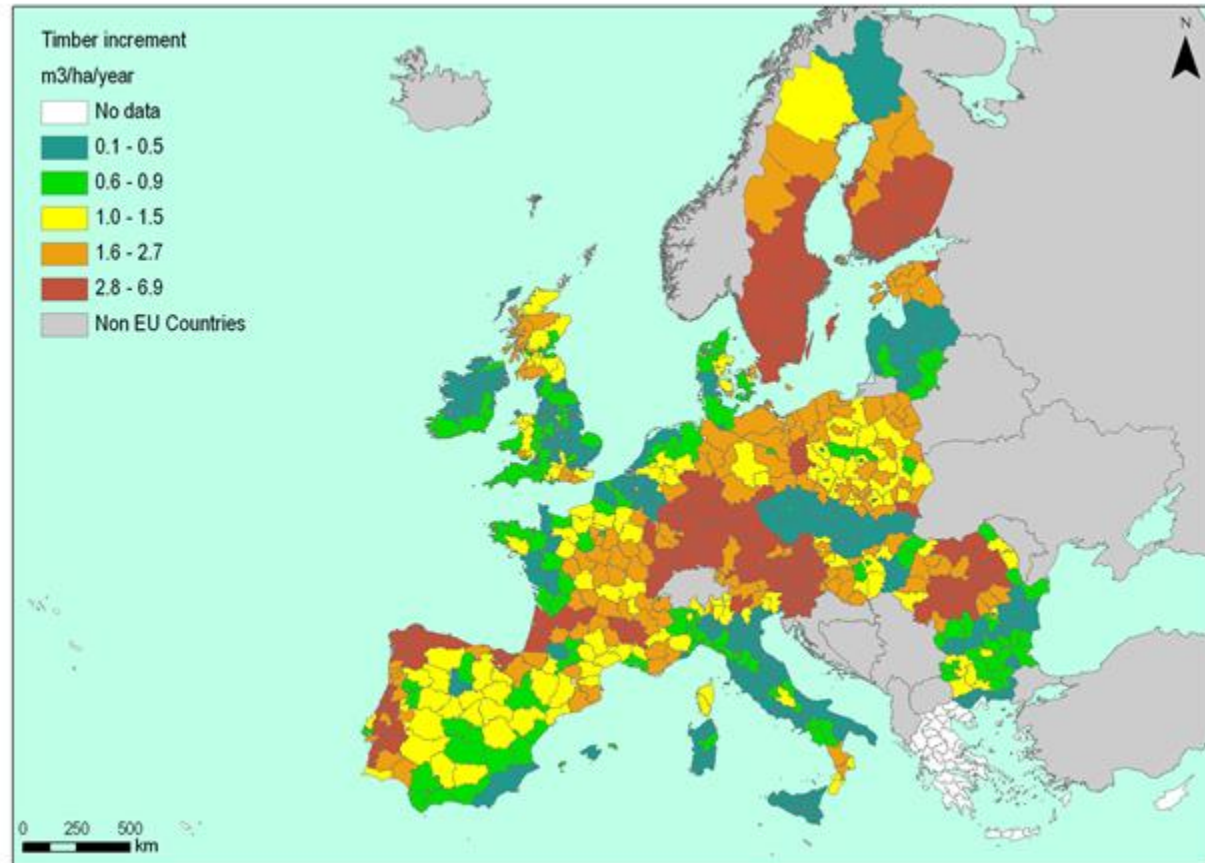 Timber increment
m3/ha/year
No data
0.1 - 0.5
0.6 - 0.9
1.0 - 1.5
1.6 - 2.7
2.8 - 6.9
Non EU Countries
N
0 250 500
km